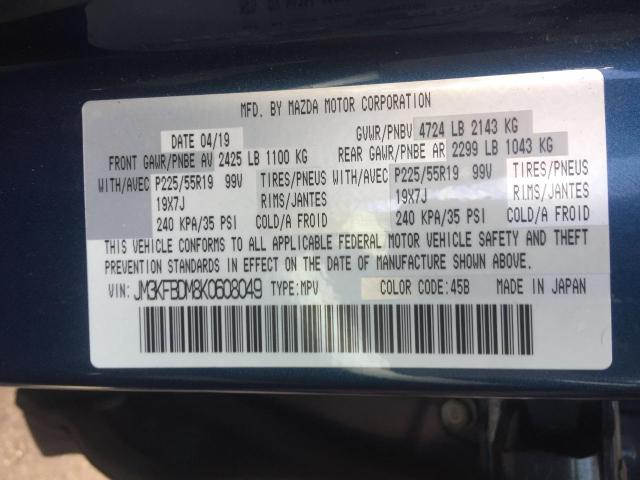 MFD. BY MAZDA MOTOR CORPORATION
DATE 04/19 GVWR/PNBV 4724 LB 2143 KG
FRONT GAWR/PNBE AV 2425 LB 1100 KG REAR GAWR/PNBE AR 2299 LB 1043 KG
WITH/AVEC P225/55R19 99V TIRES/PNEUS WITH/AVEC P225/55R19 99V TIRES/PNEUS
19X7J RIMS/JANTES 19X7J RIMS/JANTES
240 KPA/35 PSI COLD/A FROID 240 KPA/35 PSI COLD/A FROID
THIS VEHICLE CONFORMS TO ALL APPLICABLE FEDERAL MOTOR VEHICLE SAFETY AND THEFT
PREVENTION STANDARDS IN EFFECT ON THE DATE OF MANUFACTURE SHOWN ABOVE.
VIN: JM3KFBDM8K0608049 TYPE:MPV COLOR CODE:45B MADE IN JAPAN